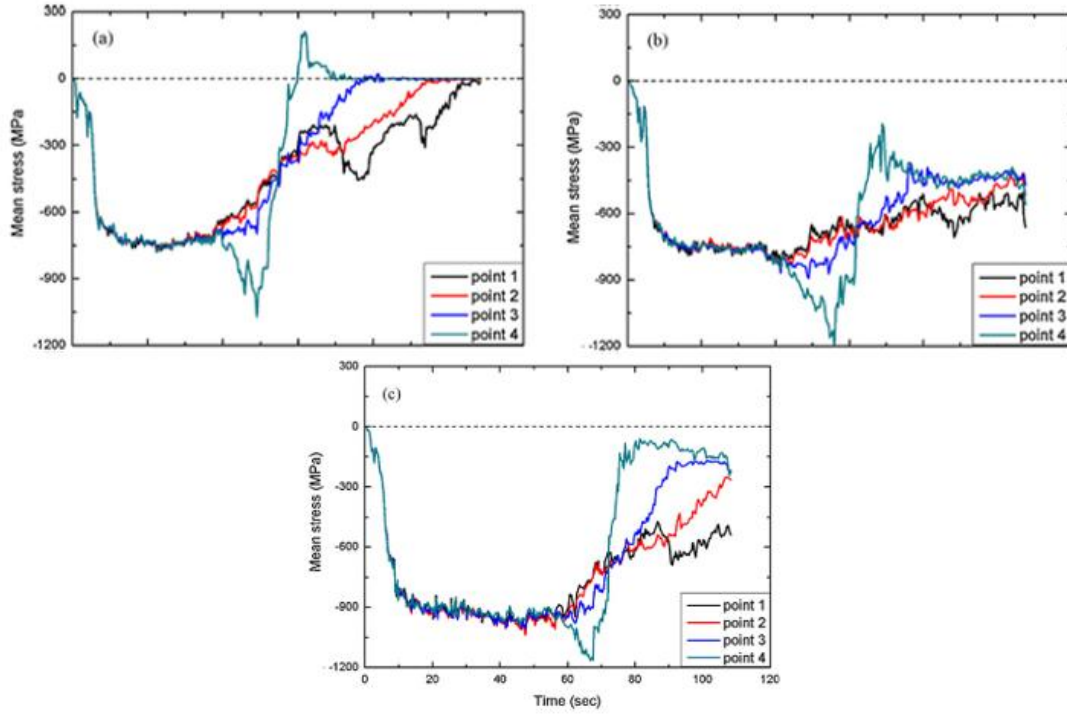 300
(a)
0
-300
-600
-900
-1200
Mean stress (MPa)
point 1
point 2
point 3
point 4
300
(b)
0
-300
-600
-900
-1200
Mean stress (MPa)
point 1
point 2
point 3
point 4
300
(c)
0
-300
-600
-900
-1200
Mean stress (MPa)
point 1
point 2
point 3
point 4
0 20 40 60 80 100 120
Time (sec)